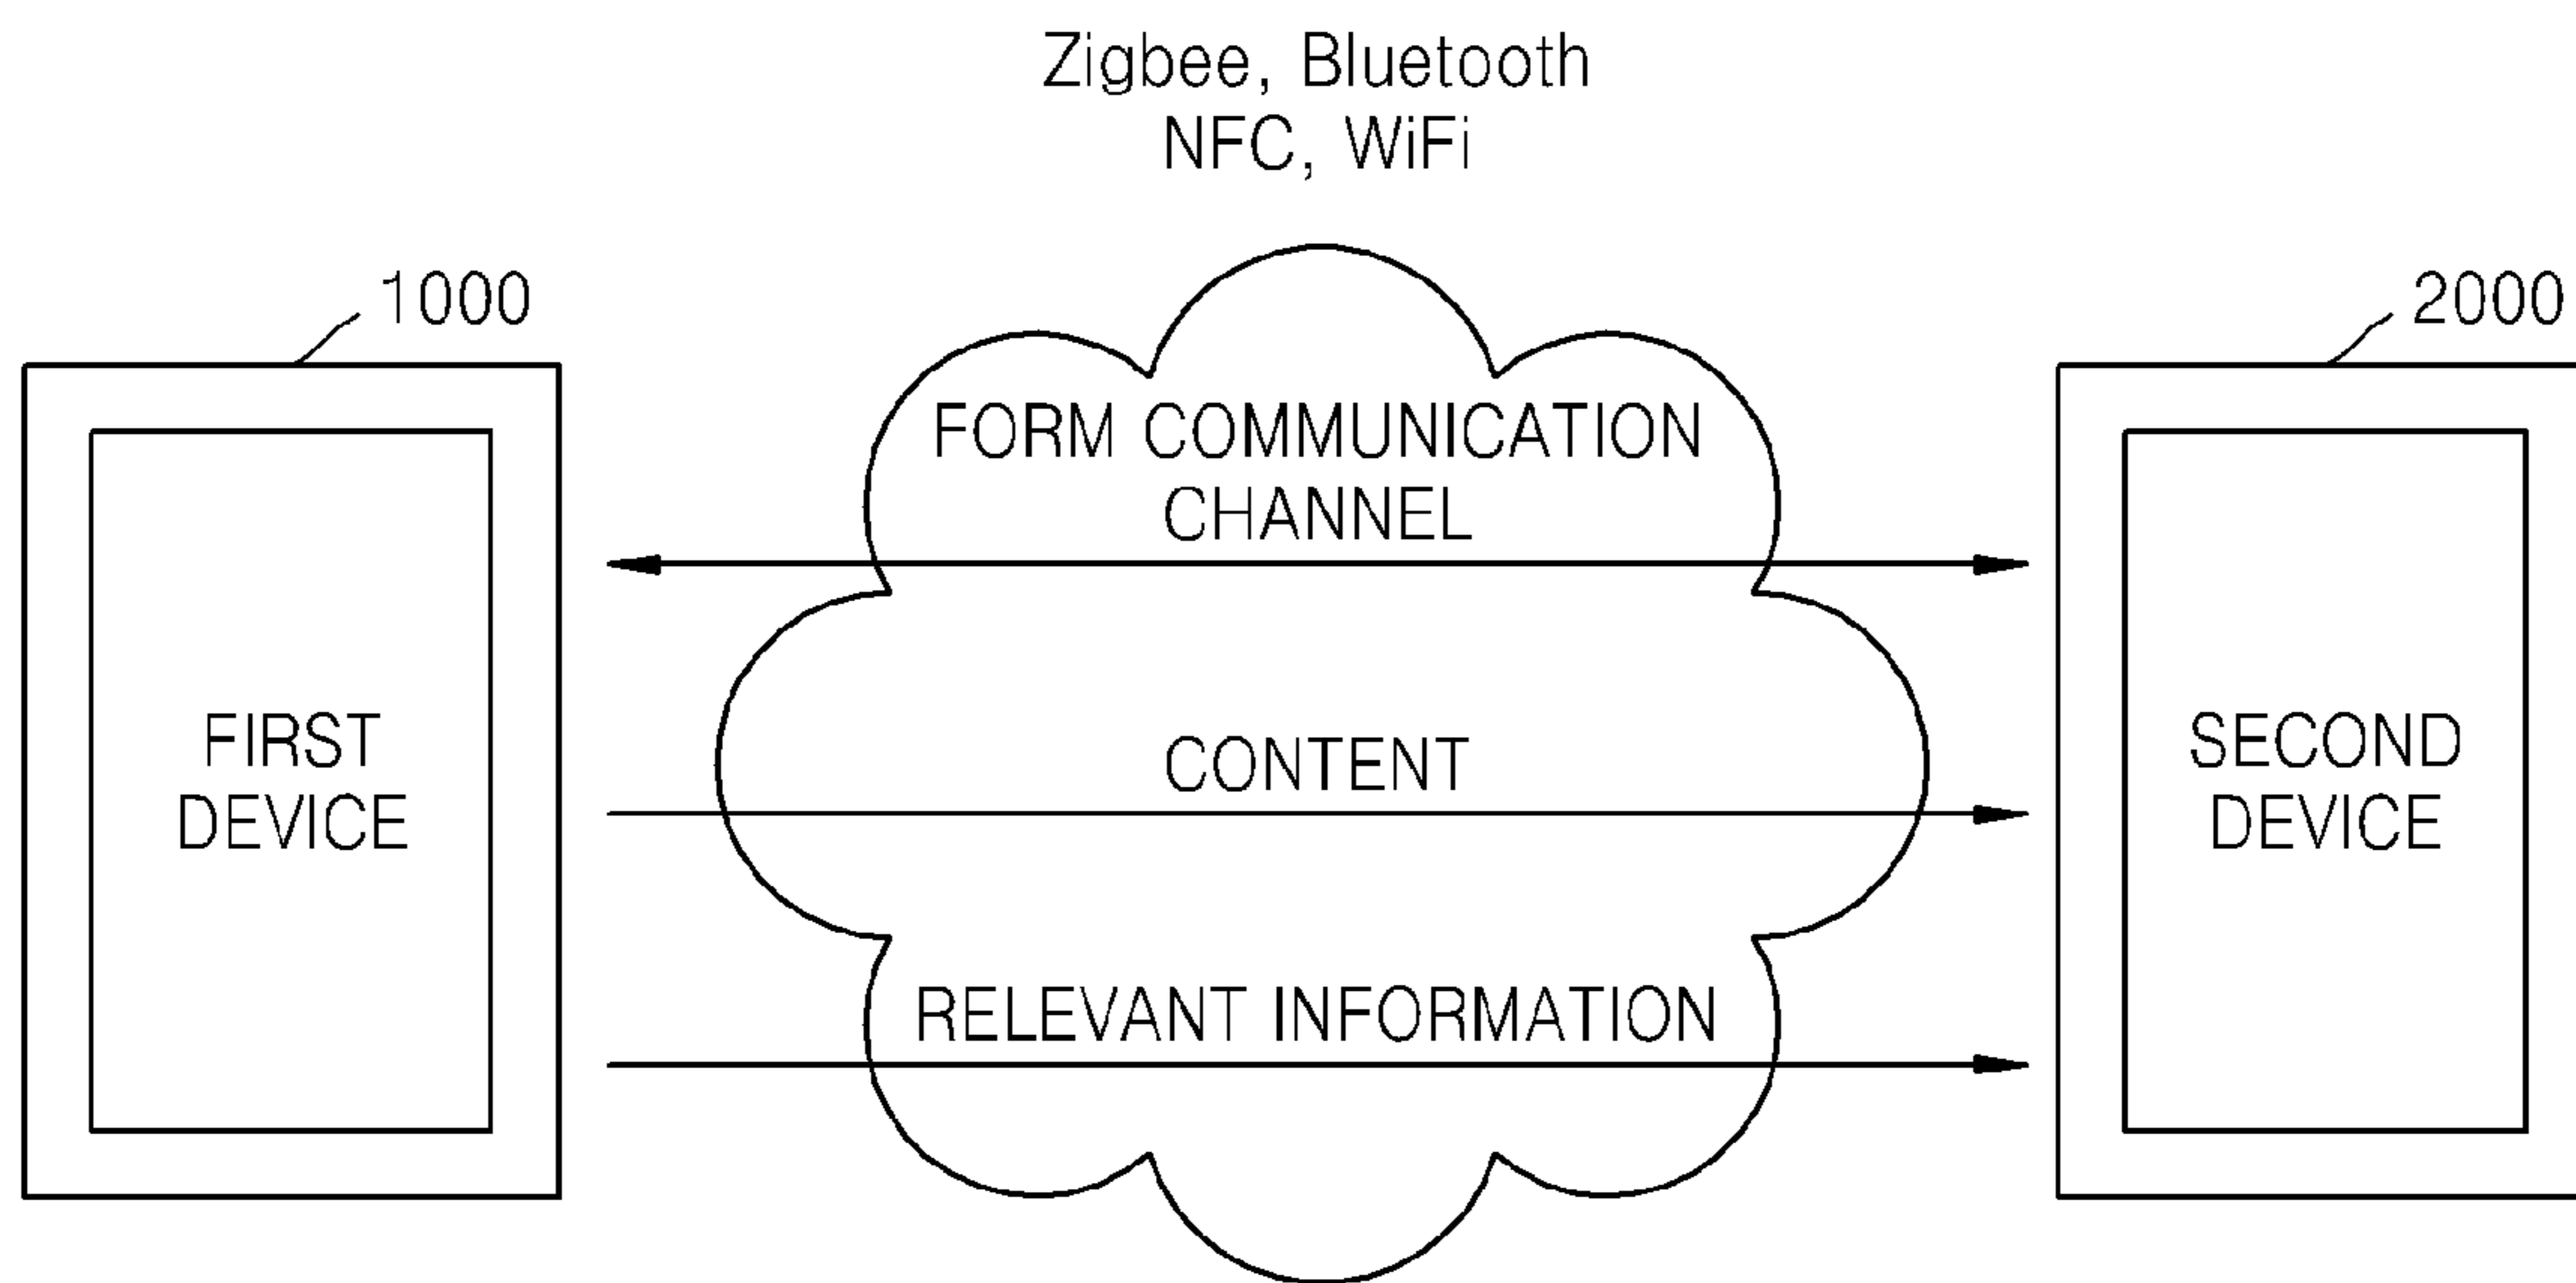 Zigbee, Bluetooth
NFC, WiFi
1000
2000
FORM COMMUNICATION
CHANNEL
FIRST
DEVICE
CONTENT
SECOND
DEVICE
RELEVANT INFORMATION